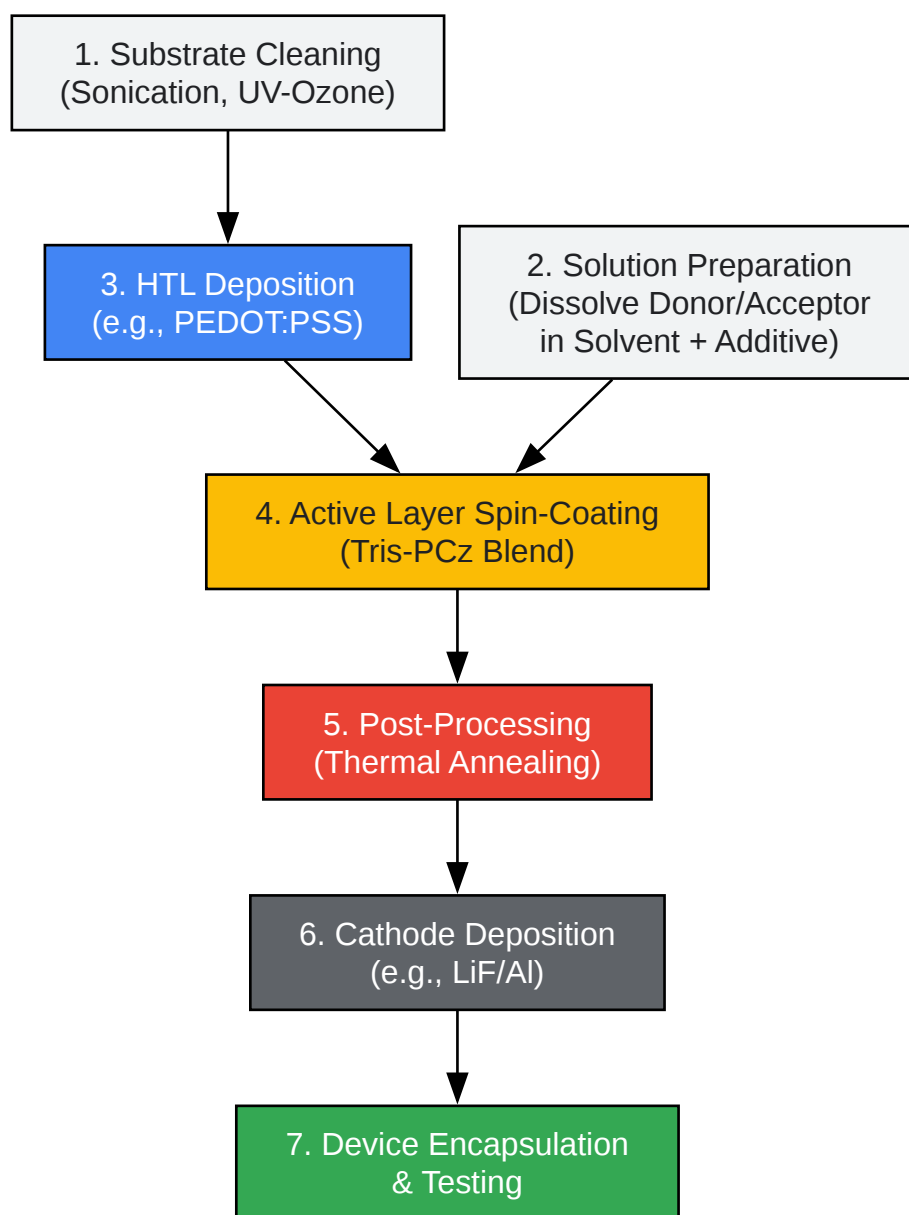 1. Substrate Cleaning
(Sonication, UV-Ozone)
2. Solution Preparation
(Dissolve Donor/Acceptor
in Solvent + Additive)
3. HTL Deposition
(e.g., PEDOT:PSS)
4. Active Layer Spin-Coating
(Tris-PCz Blend)
5. Post-Processing
(Thermal Annealing)
6. Cathode Deposition
(e.g., LiF/Al)
7. Device Encapsulation
& Testing